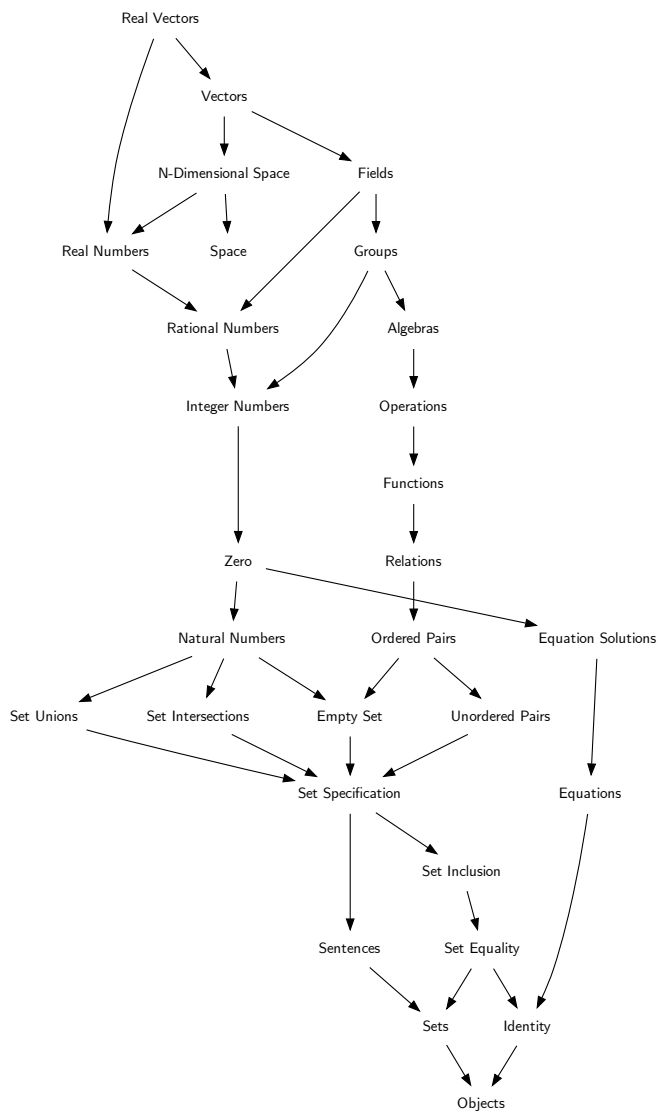 Real Vectors
Vectors
N-Dimensional Space
Fields
Real Numbers
Space
Groups
Rational Numbers
Algebras
Integer Numbers
Operations
Functions
Zero
Relations
Natural Numbers
Ordered Pairs
Equation Solutions
Set Unions
Set Intersections
Empty Set
Unordered Pairs
Set Specification
Equations
Set Inclusion
Sentences
Set Equality
Sets
Identity
Objects